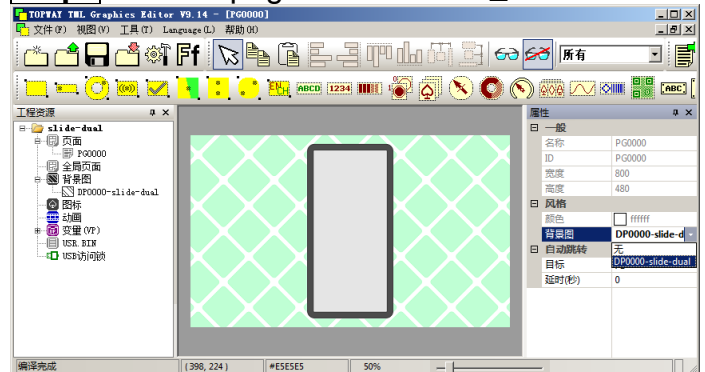 TOPWAY TML Graphics Editor V9.14 - [PG0000]
文件(F) 视图(V) 工具(T) Language(L) 帮助(H)
Ff 所有
ENCH ABCD 1234 ABC
工程资源
slide-dual
页面
PG0000
全局页面
背景图
DP0000-slide-dual
图标
动画
变量(VP)
USR.BIN
USB访问锁
属性
一般
名称 PG0000
ID PG0000
宽度 800
高度 480
风格
颜色 ffffff
背景图 DP0000-slide-d
自动跳转 无
目标 DP0000-slide-dual
延时(秒) 0
编译完成 (398, 224) #E5E5E5 50%